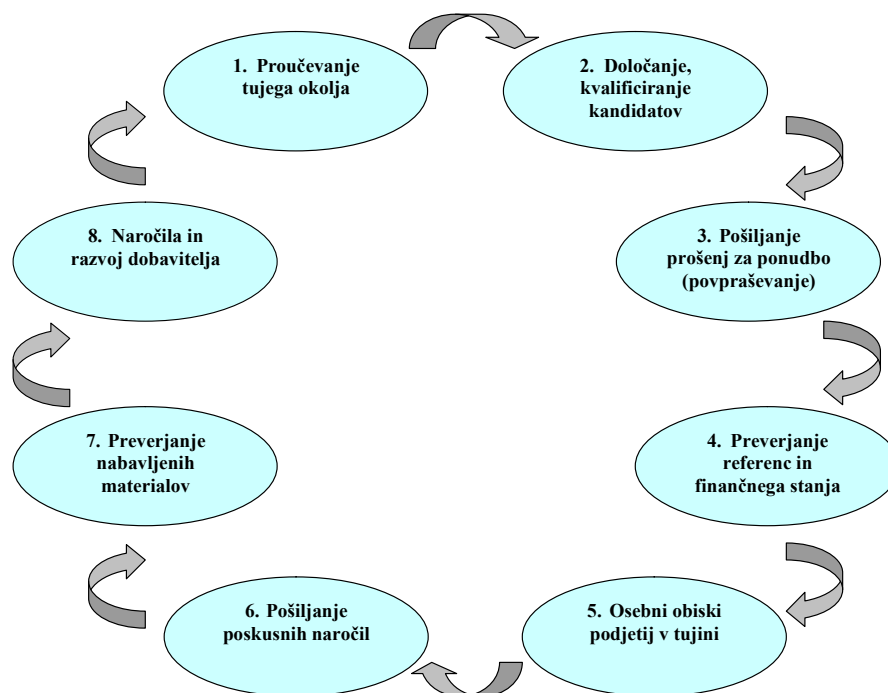 1. Proučevanje
tujega okolja
2. Določanje,
kvalificiranje
kandidatov
3. Pošiljanje
prošenj za ponudbo
(povpraševanje)
4. Preverjanje
referenc in
finančnega stanja
5. Osebni obiski
podjetij v tujini
6. Pošiljanje
poskusnih naročil
7. Preverjanje
nabavljenih
materialov
8. Naročila in
razvoj dobavitelja